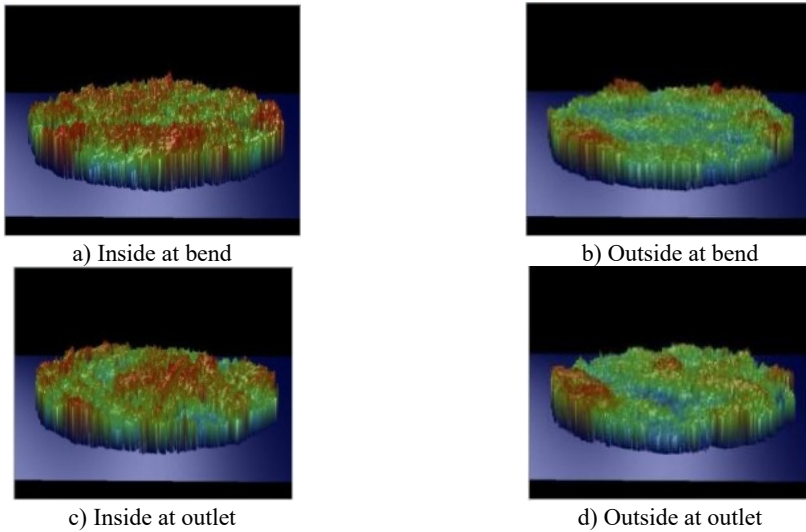 a) Inside at bend
b) Outside at bend
c) Inside at outlet
d) Outside at outlet